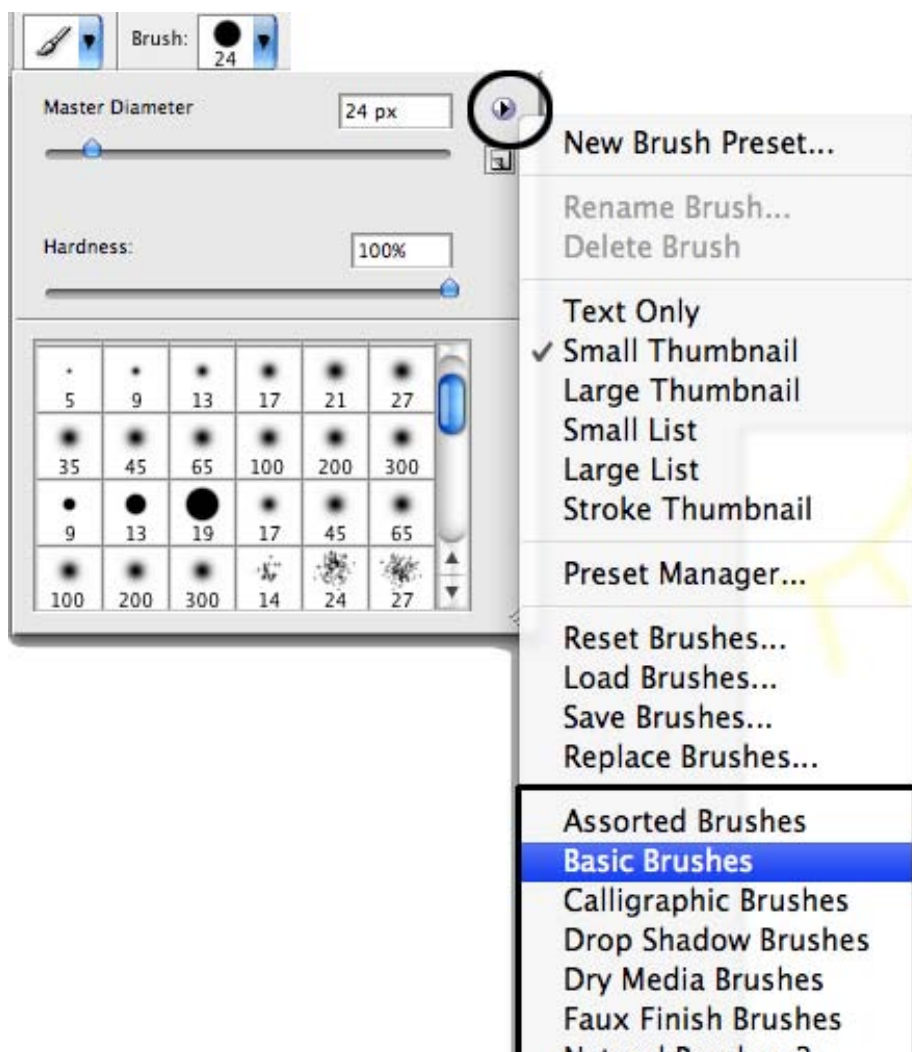 Brush:
24
Master Diameter
24 px
Hardness:
100%
5 9 13 17 21 27
35 45 65 100 200 300
9 13 19 17 45 65
100 200 300 14 24 27
New Brush Preset...
Rename Brush...
Delete Brush
Text Only
Small Thumbnail
Large Thumbnail
Small List
Large List
Stroke Thumbnail
Preset Manager...
Reset Brushes...
Load Brushes...
Save Brushes...
Replace Brushes...
Assorted Brushes
Basic Brushes
Calligraphic Brushes
Drop Shadow Brushes
Dry Media Brushes
Faux Finish Brushes